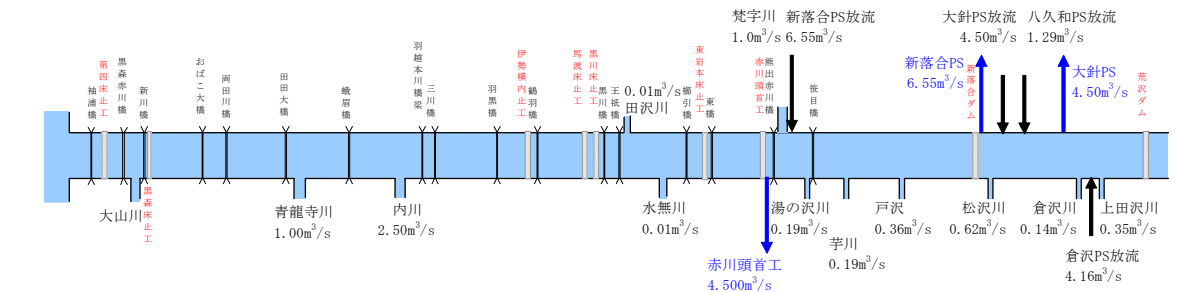 梵字川
1.0m³/s
新落合PS放流
6.55m³/s
大針PS放流
4.50m³/s
八久和PS放流
1.29m³/s
新落合PS
6.55m³/s
大針PS
4.50m³/s
0.01m³/s
田沢川
袖浦橋
第四床止工
黒森赤川橋
新川橋
おばこ大橋
両田川橋
田田大橋
蛾眉橋
羽越本川橋梁
三川橋
羽黒橋
伊勢横内床止工
鶴羽橋
馬渡床止工
黒川床止工
黒川橋
王祇橋
櫛引橋
東岩本床止工
東橋
赤川頭首工
熊出赤川橋
笹目橋
新落合ダム
荒沢ダム
黒森床止工
大山川
青龍寺川
1.00m³/s
内川
2.50m³/s
水無川
0.01m³/s
赤川頭首工
4.500m³/s
湯の沢川
0.19m³/s
芋川
0.19m³/s
戸沢
0.36m³/s
松沢川
0.62m³/s
倉沢川
0.14m³/s
上田沢川
0.35m³/s
倉沢PS放流
4.16m³/s